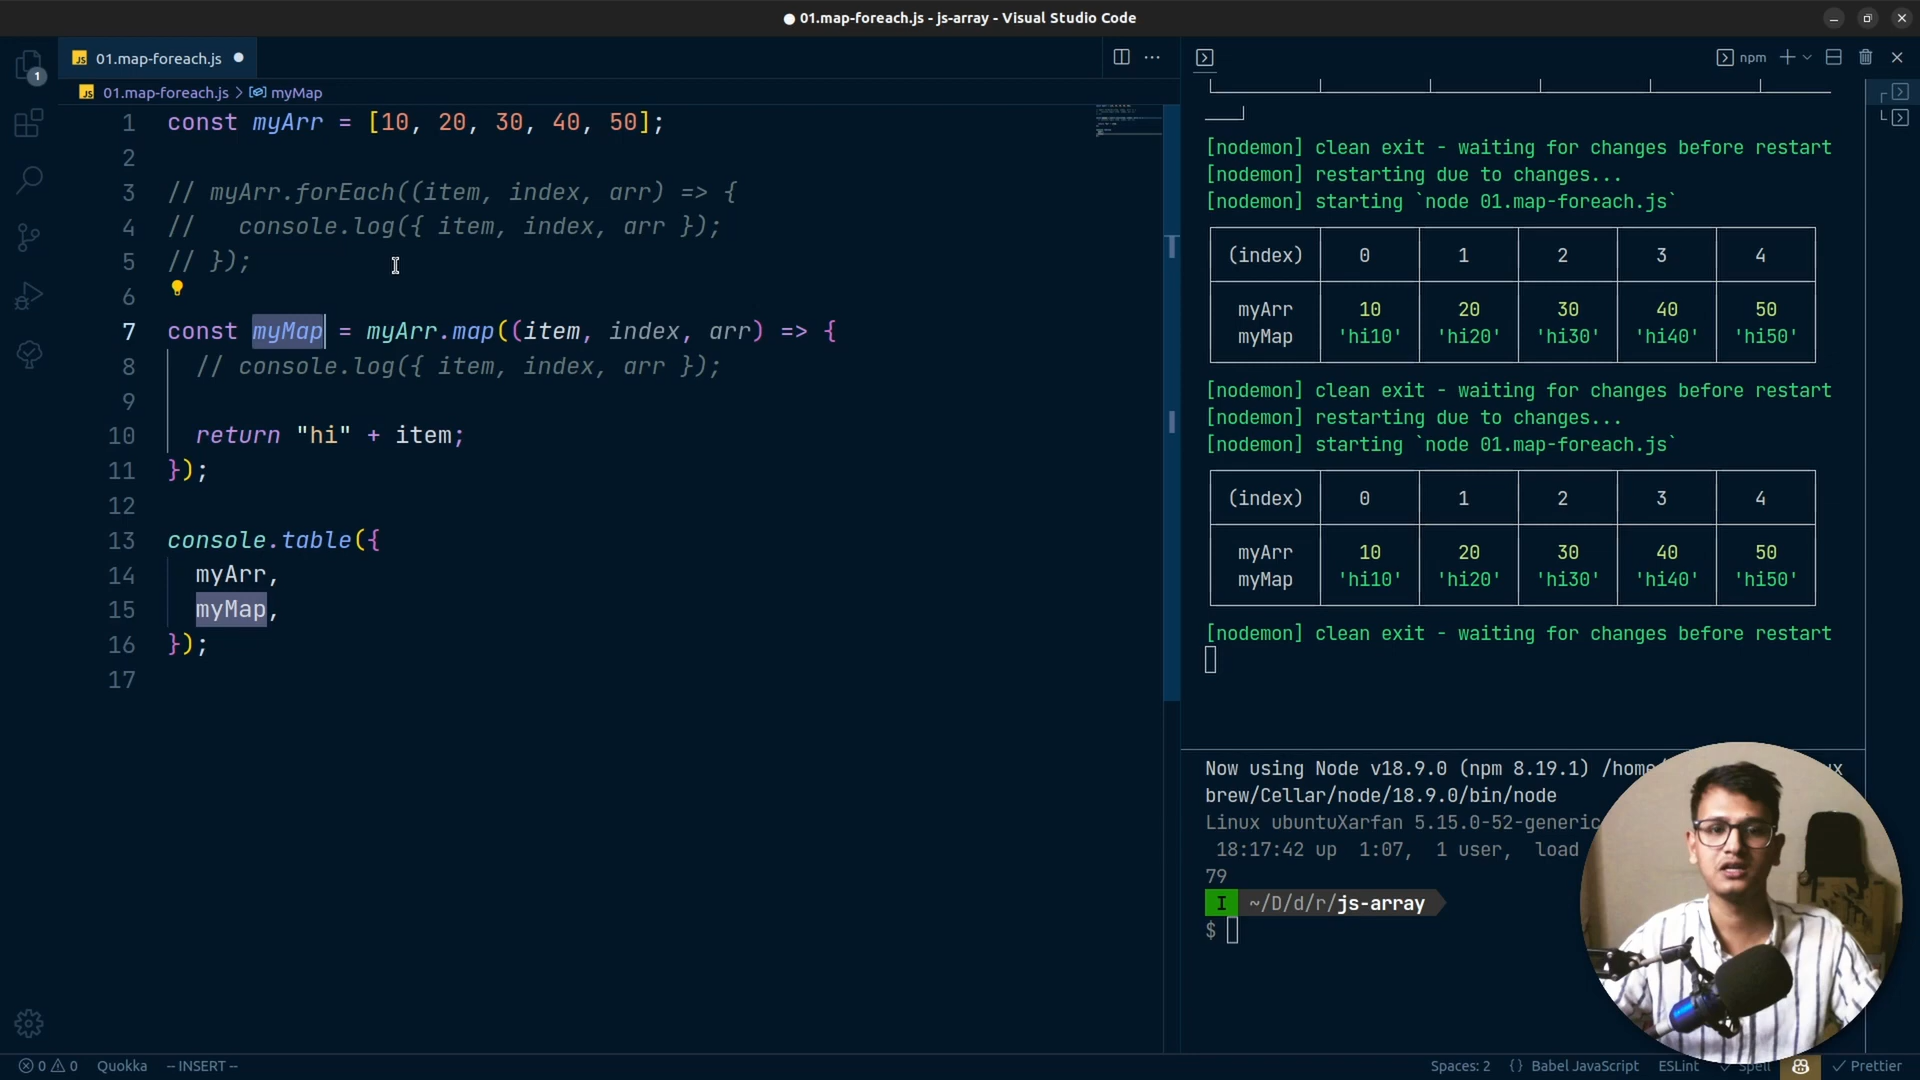 01.map-foreach.js - js-array - Visual Studio Code
JS 01.map-foreach.js
JS 01.map-foreach.js > myMap
1 const myArr = [10, 20, 30, 40, 50];
2
3 // myArr.forEach((item, index, arr) => {
4 //   console.log({ item, index, arr });
5 // });
6
7 const myMap = myArr.map((item, index, arr) => {
8   // console.log({ item, index, arr });
9
10   return "hi" + item;
11 });
12
13 console.table({
14   myArr,
15   myMap,
16 });
17
1
npm
[nodemon] clean exit - waiting for changes before restart
[nodemon] restarting due to changes...
[nodemon] starting `node 01.map-foreach.js`
(index) 0 1 2 3 4
myArr 10 20 30 40 50
myMap 'hi10' 'hi20' 'hi30' 'hi40' 'hi50'
[nodemon] clean exit - waiting for changes before restart
[nodemon] restarting due to changes...
[nodemon] starting `node 01.map-foreach.js`
(index) 0 1 2 3 4
myArr 10 20 30 40 50
myMap 'hi10' 'hi20' 'hi30' 'hi40' 'hi50'
[nodemon] clean exit - waiting for changes before restart
Now using Node v18.9.0 (npm 8.19.1) /home/
brew/Cellar/node/18.9.0/bin/node
Linux ubuntuXarfan 5.15.0-52-generic
18:17:42 up 1:07, 1 user, load
79
I ~/D/d/r/js-array
$
0 0 Quokka -- INSERT --
Spaces: 2 {} Babel JavaScript ESLint Spell Prettier